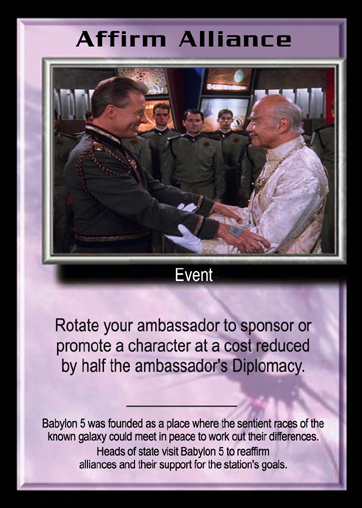 Affirm Alliance
Event
Rotate your ambassador to sponsor or
promote a character at a cost reduced
by half the ambassador's Diplomacy.
Babylon 5 was founded as a place where the sentient races of the
known galaxy could meet in peace to work out their differences.
Heads of state visit Babylon 5 to reaffirm
alliances and their support for the station's goals.